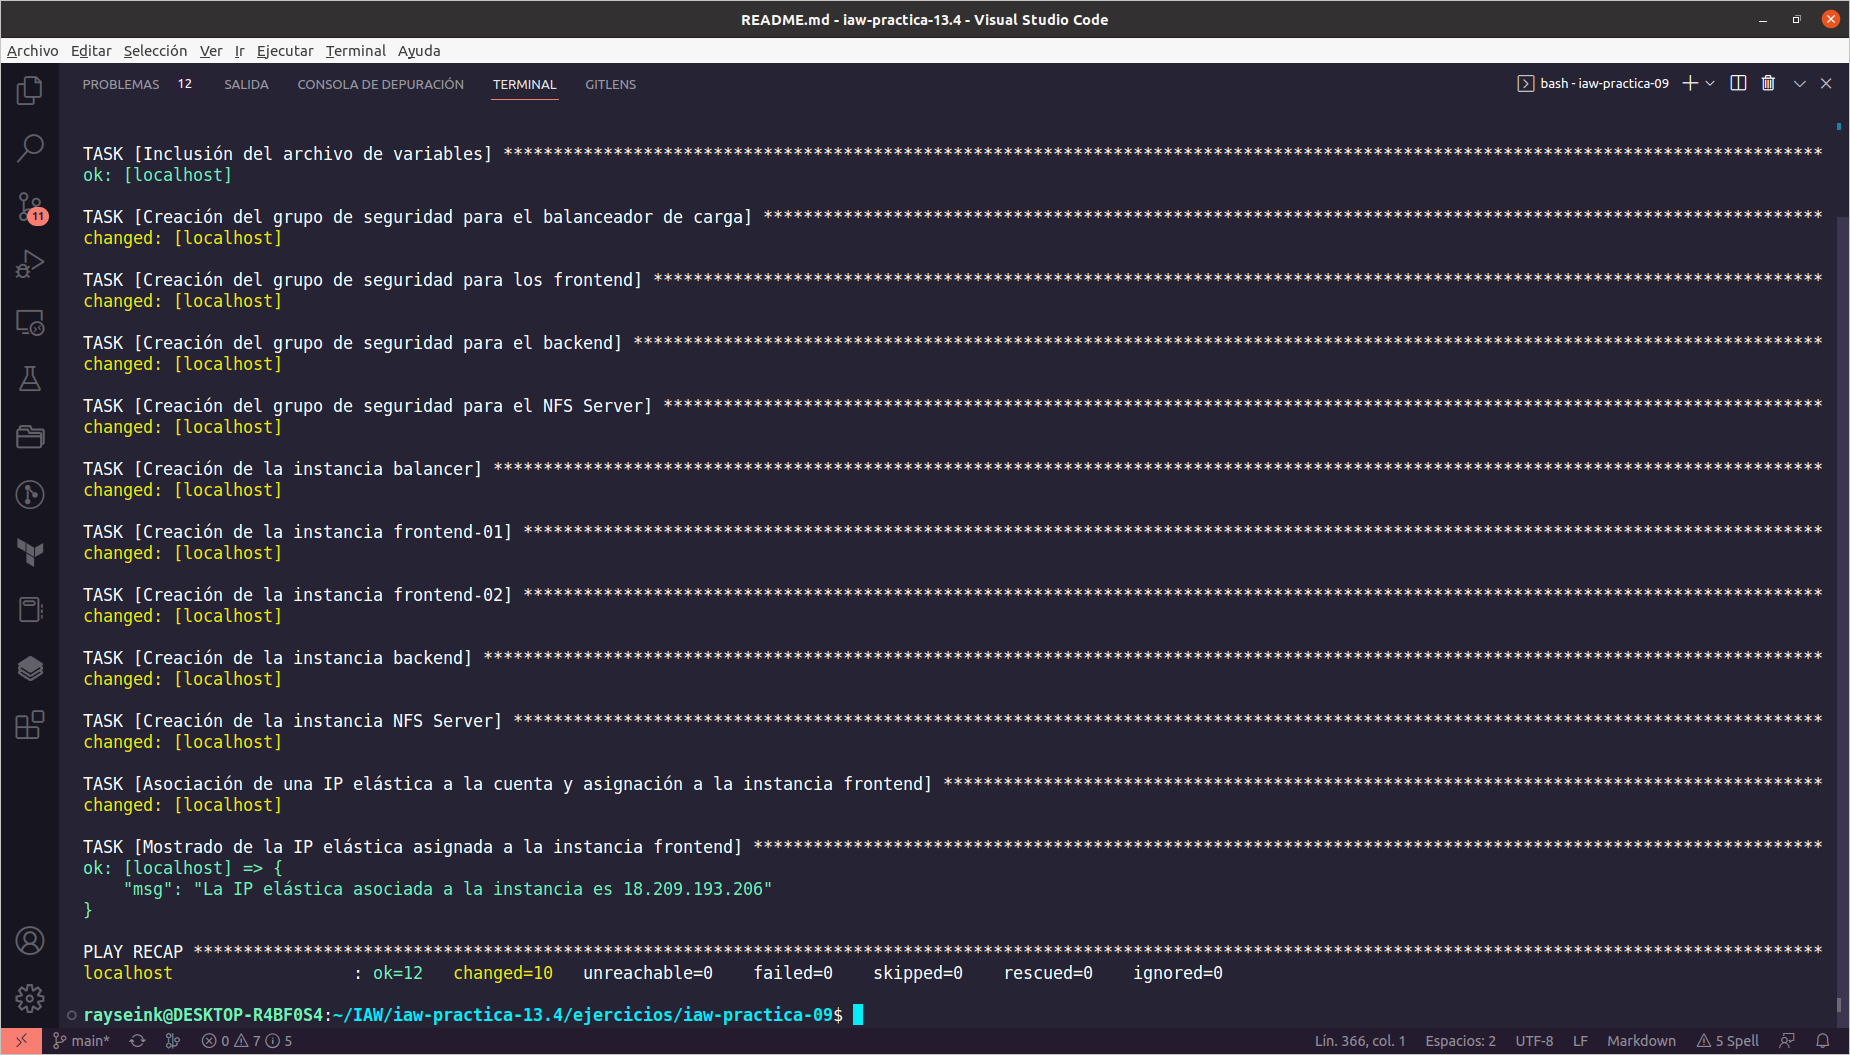 README.md - iaw-practica-13.4 - Visual Studio Code
Archivo Editar Selección Ver Ir Ejecutar Terminal Ayuda
PROBLEMAS 12 SALIDA CONSOLA DE DEPURACIÓN TERMINAL GITLENS bash - iaw-practica-09
TASK [Inclusión del archivo de variables] ************************************************************************************************************************************
ok: [localhost]
TASK [Creación del grupo de seguridad para el balanceador de carga] **********************************************************************************************************
changed: [localhost]
TASK [Creación del grupo de seguridad para los frontend] *********************************************************************************************************************
changed: [localhost]
TASK [Creación del grupo de seguridad para el backend] ***********************************************************************************************************************
changed: [localhost]
TASK [Creación del grupo de seguridad para el NFS Server] ********************************************************************************************************************
changed: [localhost]
TASK [Creación de la instancia balancer] *************************************************************************************************************************************
changed: [localhost]
TASK [Creación de la instancia frontend-01] **********************************************************************************************************************************
changed: [localhost]
TASK [Creación de la instancia frontend-02] **********************************************************************************************************************************
changed: [localhost]
TASK [Creación de la instancia backend] **************************************************************************************************************************************
changed: [localhost]
TASK [Creación de la instancia NFS Server] ***********************************************************************************************************************************
changed: [localhost]
TASK [Asociación de una IP elástica a la cuenta y asignación a la instancia frontend] ****************************************************************************************
changed: [localhost]
TASK [Mostrado de la IP elástica asignada a la instancia frontend] ***********************************************************************************************************
ok: [localhost] => {
"msg": "La IP elástica asociada a la instancia es 18.209.193.206"
}
PLAY RECAP *******************************************************************************************************************************************************************
localhost : ok=12 changed=10 unreachable=0 failed=0 skipped=0 rescued=0 ignored=0
rayseink@DESKTOP-R4BF0S4:~/IAW/iaw-practica-13.4/ejercicios/iaw-practica-09$
11
main* 0 7 5 Lín. 366, col. 1 Espacios: 2 UTF-8 LF Markdown 5 Spell